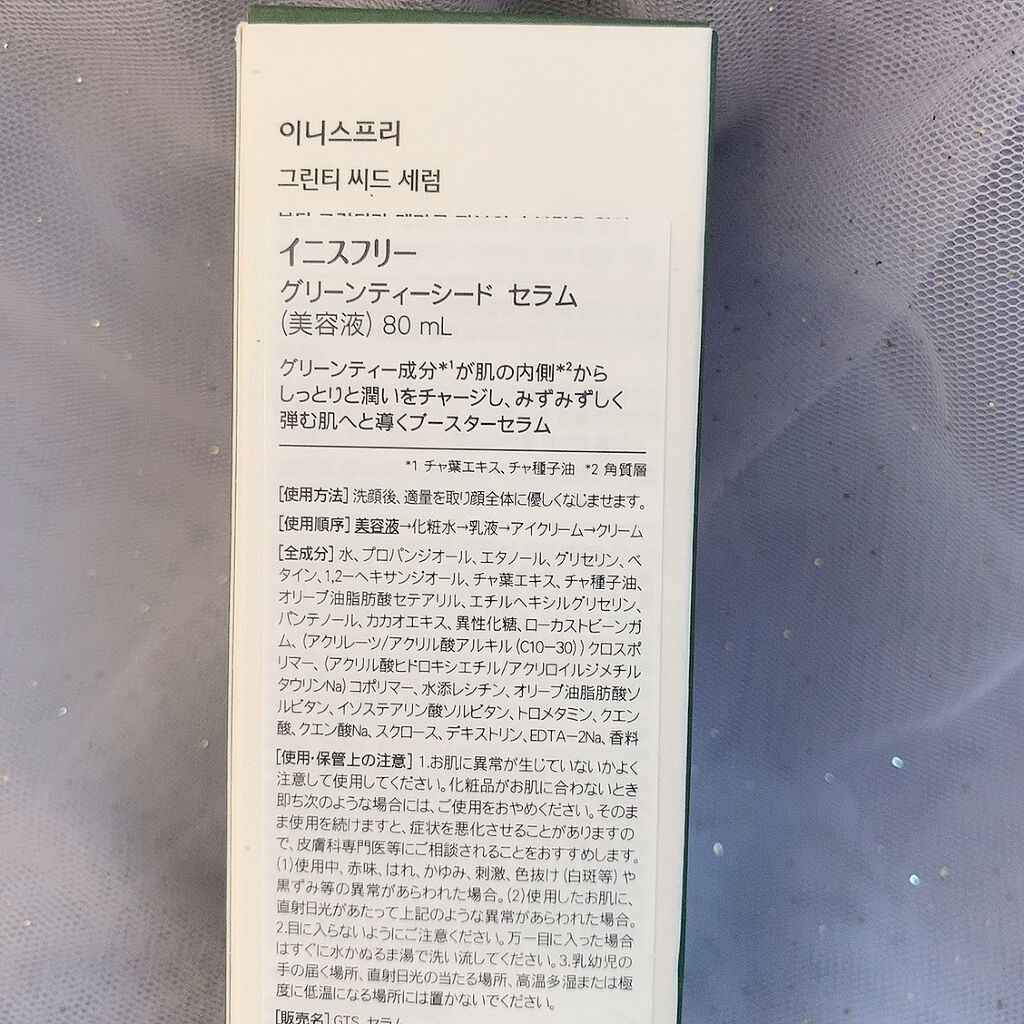 이니스프리
그린티 씨드 세럼
イニスフリー
グリーンティーシード セラム
(美容液) 80 mL
グリーンティー成分*1が肌の内側*2から
しっとりと潤いをチャージし、みずみずしく
弾む肌へと導くブースターセラム
*1 チャ葉エキス、チャ種子油 *2 角質層
[使用方法] 洗顔後、適量を取り顔全体に優しくなじませます。
[使用順序] 美容液→化粧水→乳液→アイクリーム→クリーム
[全成分] 水、プロパンジオール、エタノール、グリセリン、ベ
タイン、1,2-ヘキサンジオール、チャ葉エキス、チャ種子油、
オリーブ油脂肪酸セテアリル、エチルヘキシルグリセリン、
パンテノール、カカオエキス、異性化糖、ローカストビーンガ
ム、(アクリレーツ/アクリル酸アルキル(C10-30))クロスポ
リマー、(アクリル酸ヒドロキシエチル/アクリロイルジメチル
タウリンNa)コポリマー、水添レシチン、オリーブ油脂肪酸ソ
ルビタン、イソステアリン酸ソルビタン、トロメタミン、クエン
酸、クエン酸Na、スクロース、デキストリン、EDTA-2Na、香料
[使用・保管上の注意] 1.お肌に異常が生じていないかよく
注意して使用してください。化粧品がお肌に合わないとき
即ち次のような場合には、ご使用をおやめください。そのま
ま使用を続けますと、症状を悪化させることがありますの
で、皮膚科専門医等にご相談されることをおすすめします。
(1)使用中、赤味、はれ、かゆみ、刺激、色抜け(白斑等)や
黒ずみ等の異常があらわれた場合。(2)使用したお肌に、
直射日光があたって上記のような異常があらわれた場合。
2.目に入らないようにご注意ください。万一目に入った場合
はすぐに水かぬるま湯で洗い流してください。3.乳幼児の
手の届く場所、直射日光の当たる場所、高温多湿または極
度に低温になる場所には置かないでください。
[販売名] GTS セラム